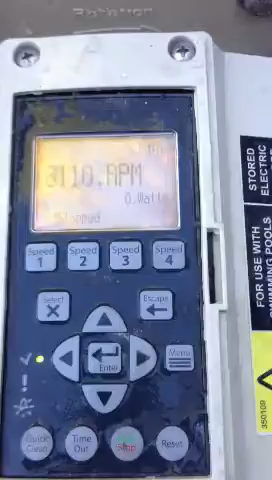 3110.RPM
0.Watts
Stopped
Speed 1
Speed 2
Speed 3
Speed 4
Select
Escape
Enter
Menu
Quick Clean
Time Out
Start Stop
Reset
STORED
ELECTRIC
FOR USE WITH
SWIMMING POOLS
350109